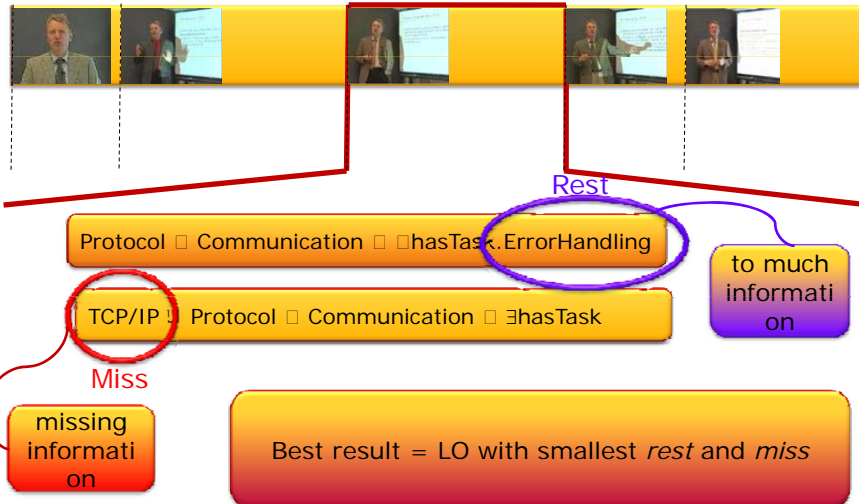 Rest
Protocol □ Communication □ □hasTask.ErrorHandling
to much
informati
on
TCP/IP Protocol □ Communication □ ∃hasTask
Miss
missing
informati
on
Best result = LO with smallest rest and miss